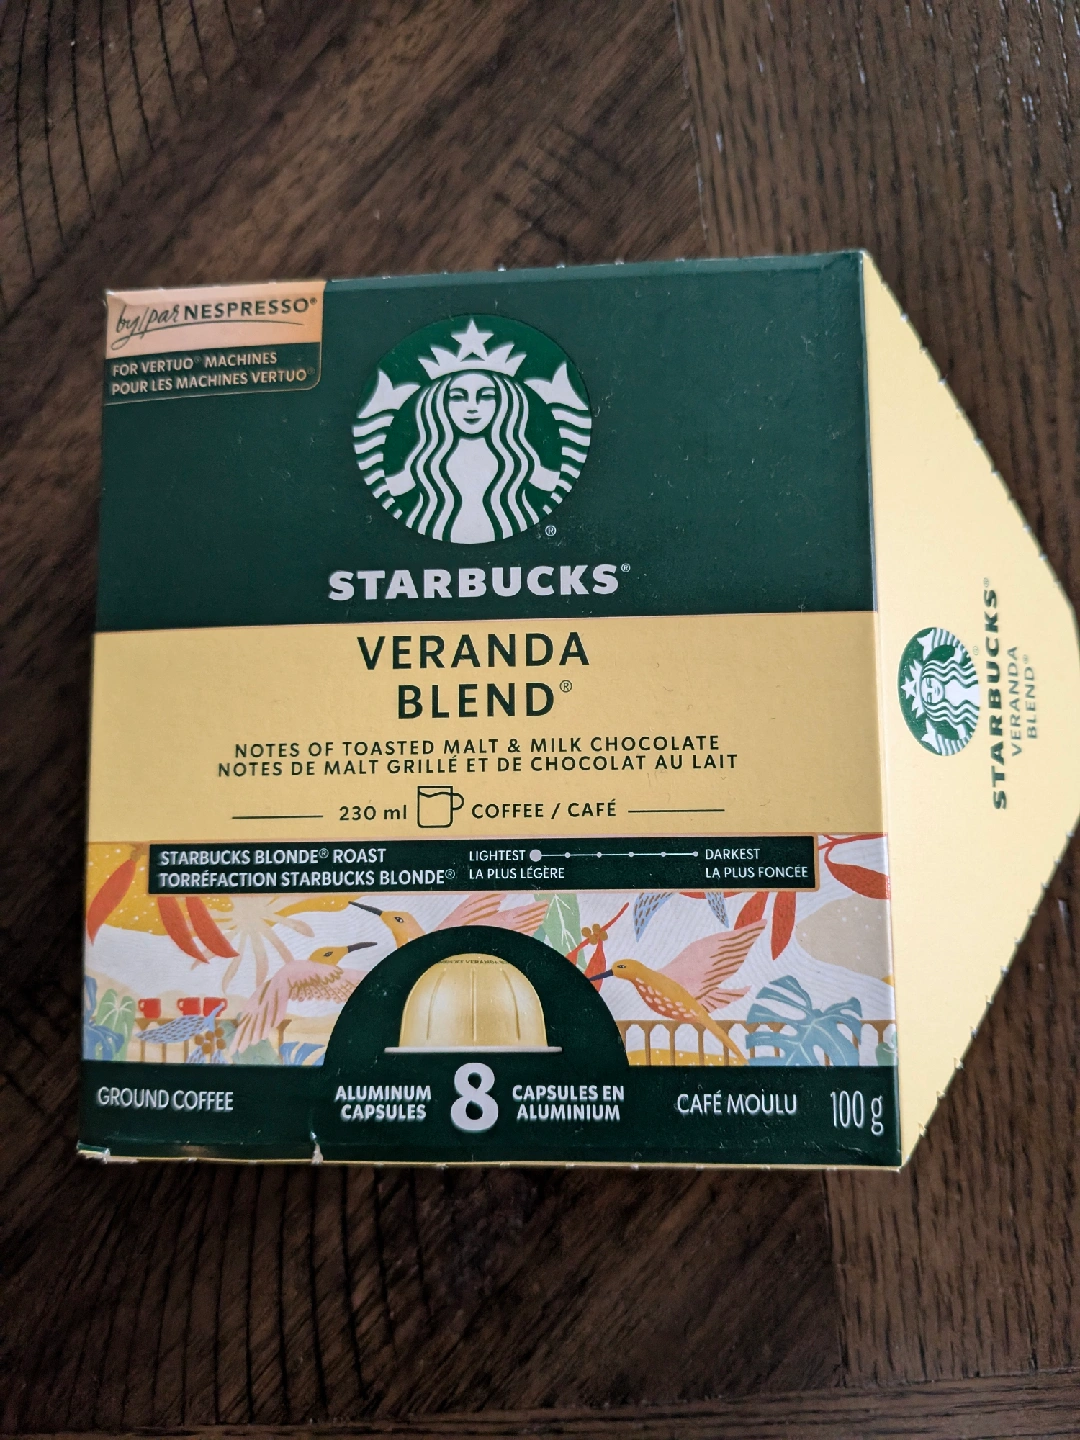 by/par NESPRESSO®
FOR VERTUO® MACHINES
POUR LES MACHINES VERTUO®
®
STARBUCKS®
VERANDA
BLEND®
NOTES OF TOASTED MALT & MILK CHOCOLATE
NOTES DE MALT GRILLÉ ET DE CHOCOLAT AU LAIT
230 ml COFFEE / CAFÉ
STARBUCKS BLONDE® ROAST
TORRÉFACTION STARBUCKS BLONDE®
LIGHTEST DARKEST
LA PLUS LÉGÈRE LA PLUS FONCÉE
GROUND COFFEE
ALUMINUM
CAPSULES
8
CAPSULES EN
ALUMINIUM
CAFÉ MOULU
100 g
®
STARBUCKS®
VERANDA
BLEND®